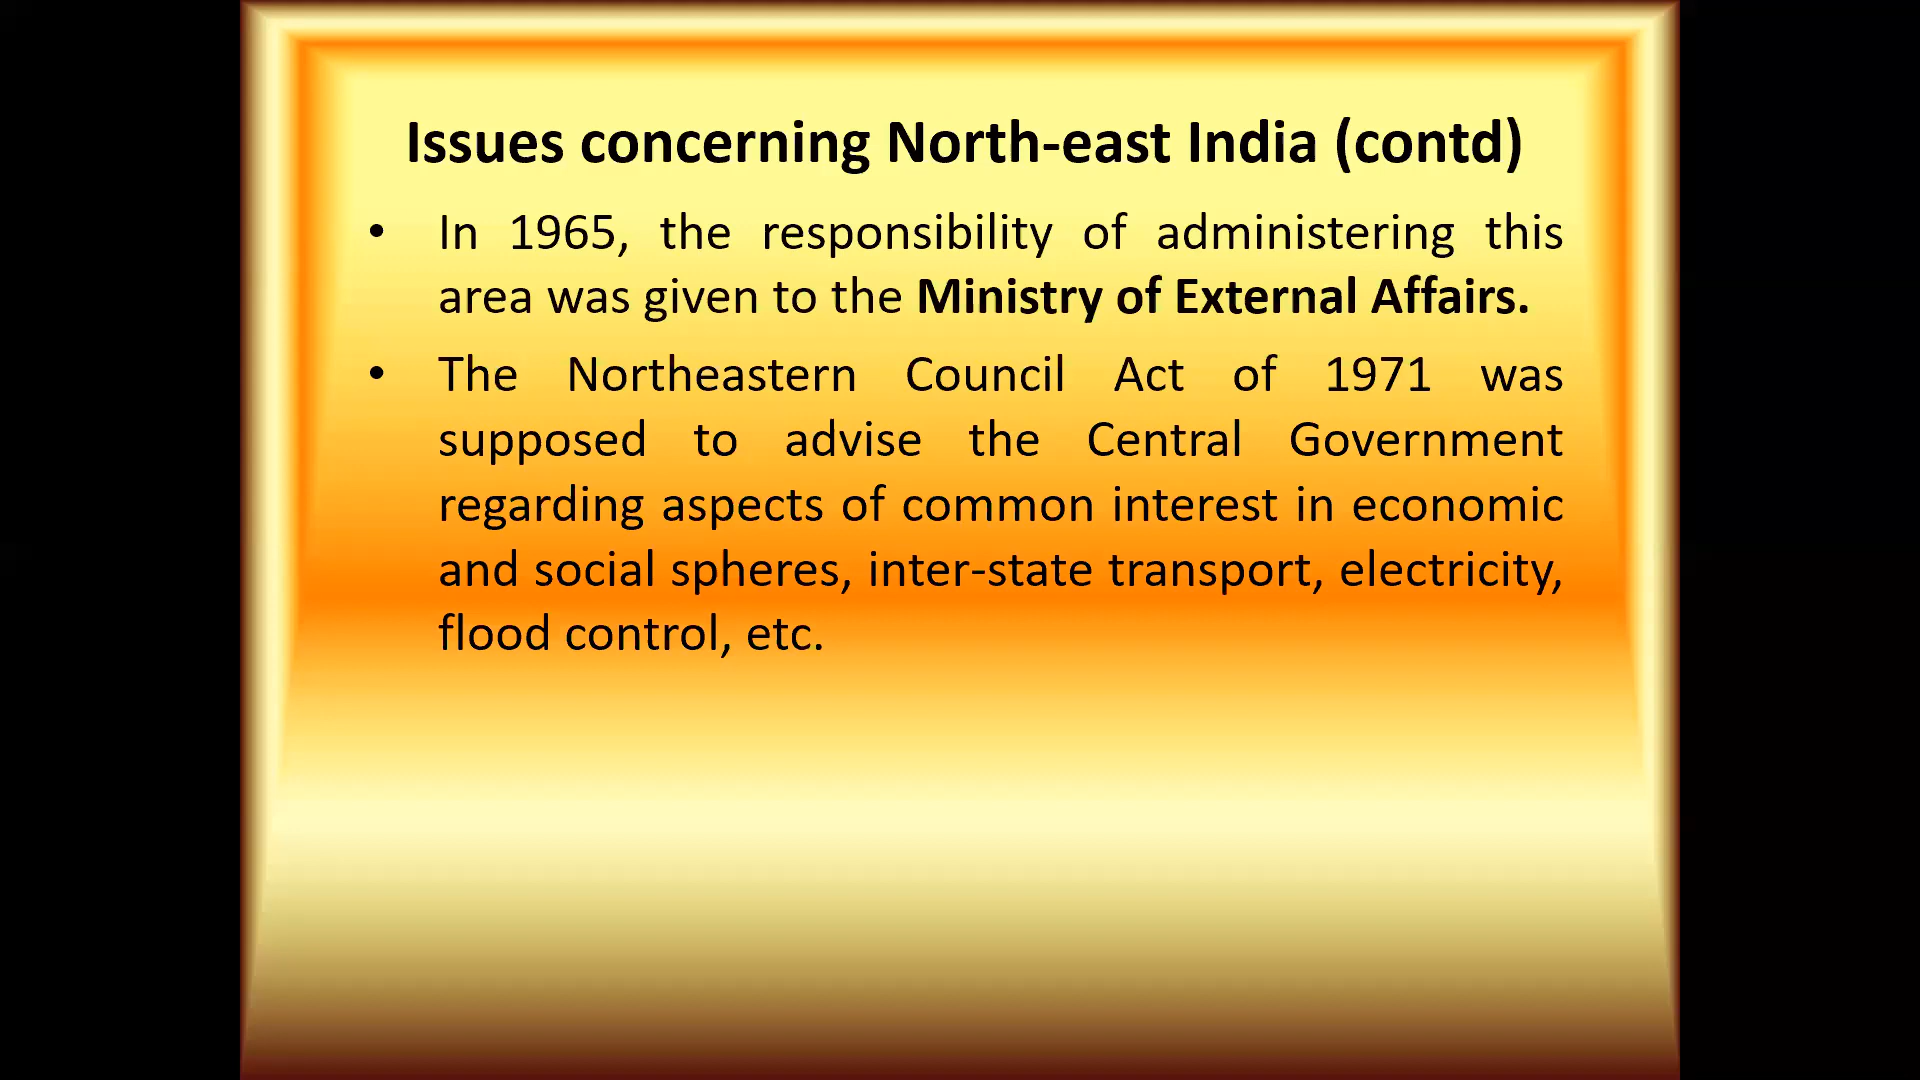 Issues concerning North-east India (contd)
• In 1965, the responsibility of administering this
area was given to the Ministry of External Affairs.
• The Northeastern Council Act of 1971 was
supposed to advise the Central Government
regarding aspects of common interest in economic
and social spheres, inter-state transport, electricity,
flood control, etc.